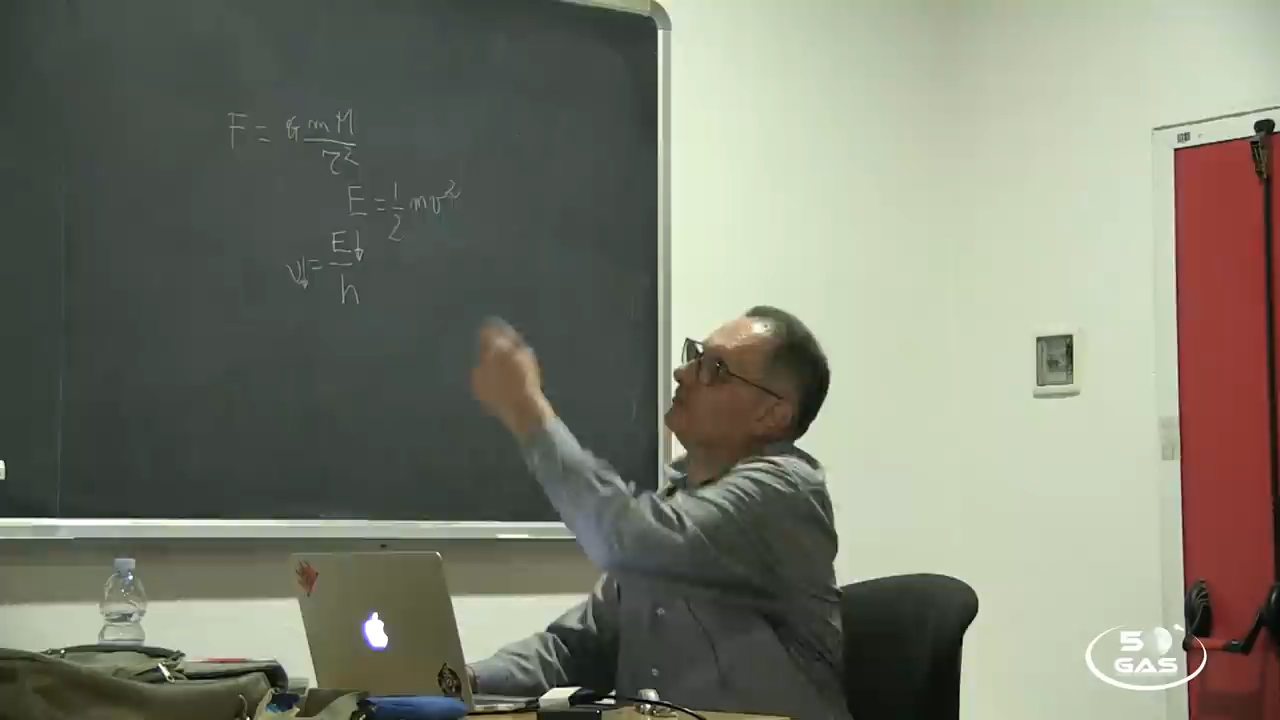 F = G mM / r²
E = 1/2 mv²
ν↓ = E↓ / h
50`
GAS